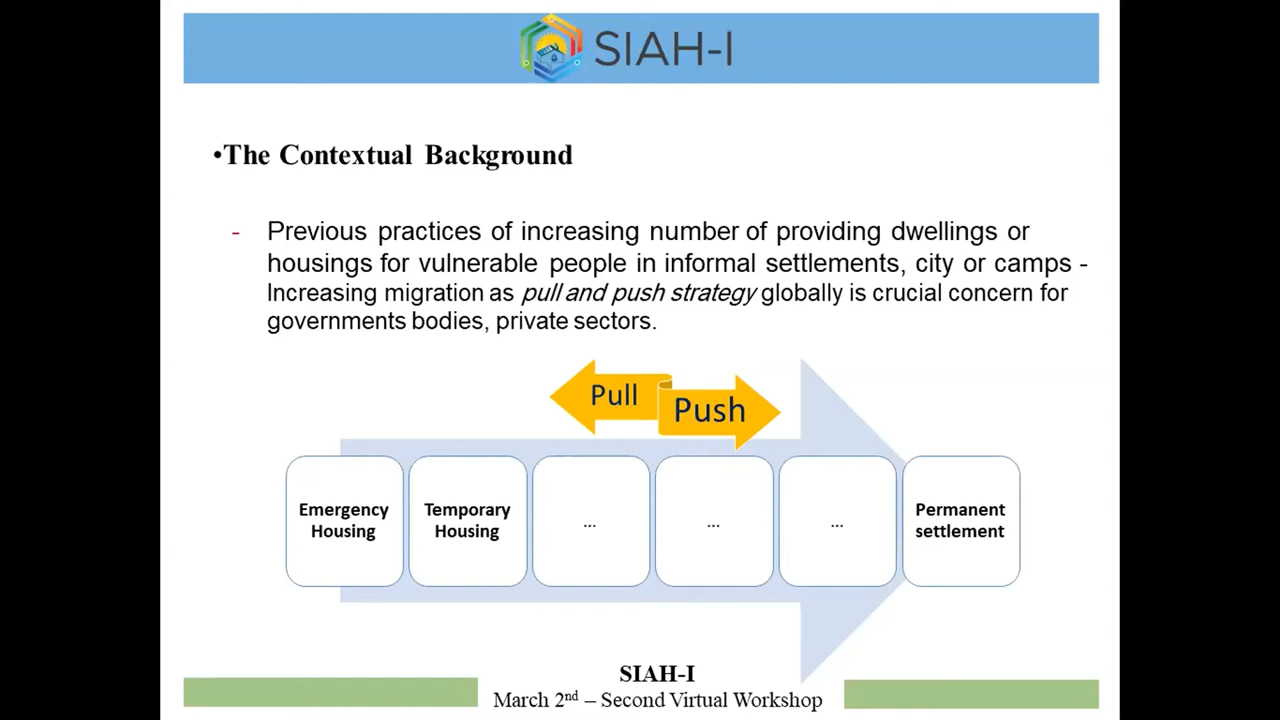 SIAH-I
•The Contextual Background
- Previous practices of increasing number of providing dwellings or
housings for vulnerable people in informal settlements, city or camps -
Increasing migration as pull and push strategy globally is crucial concern for
governments bodies, private sectors.
Pull
Push
Emergency
Housing
Temporary
Housing
...
...
...
Permanent
settlement
SIAH-I
March 2nd – Second Virtual Workshop